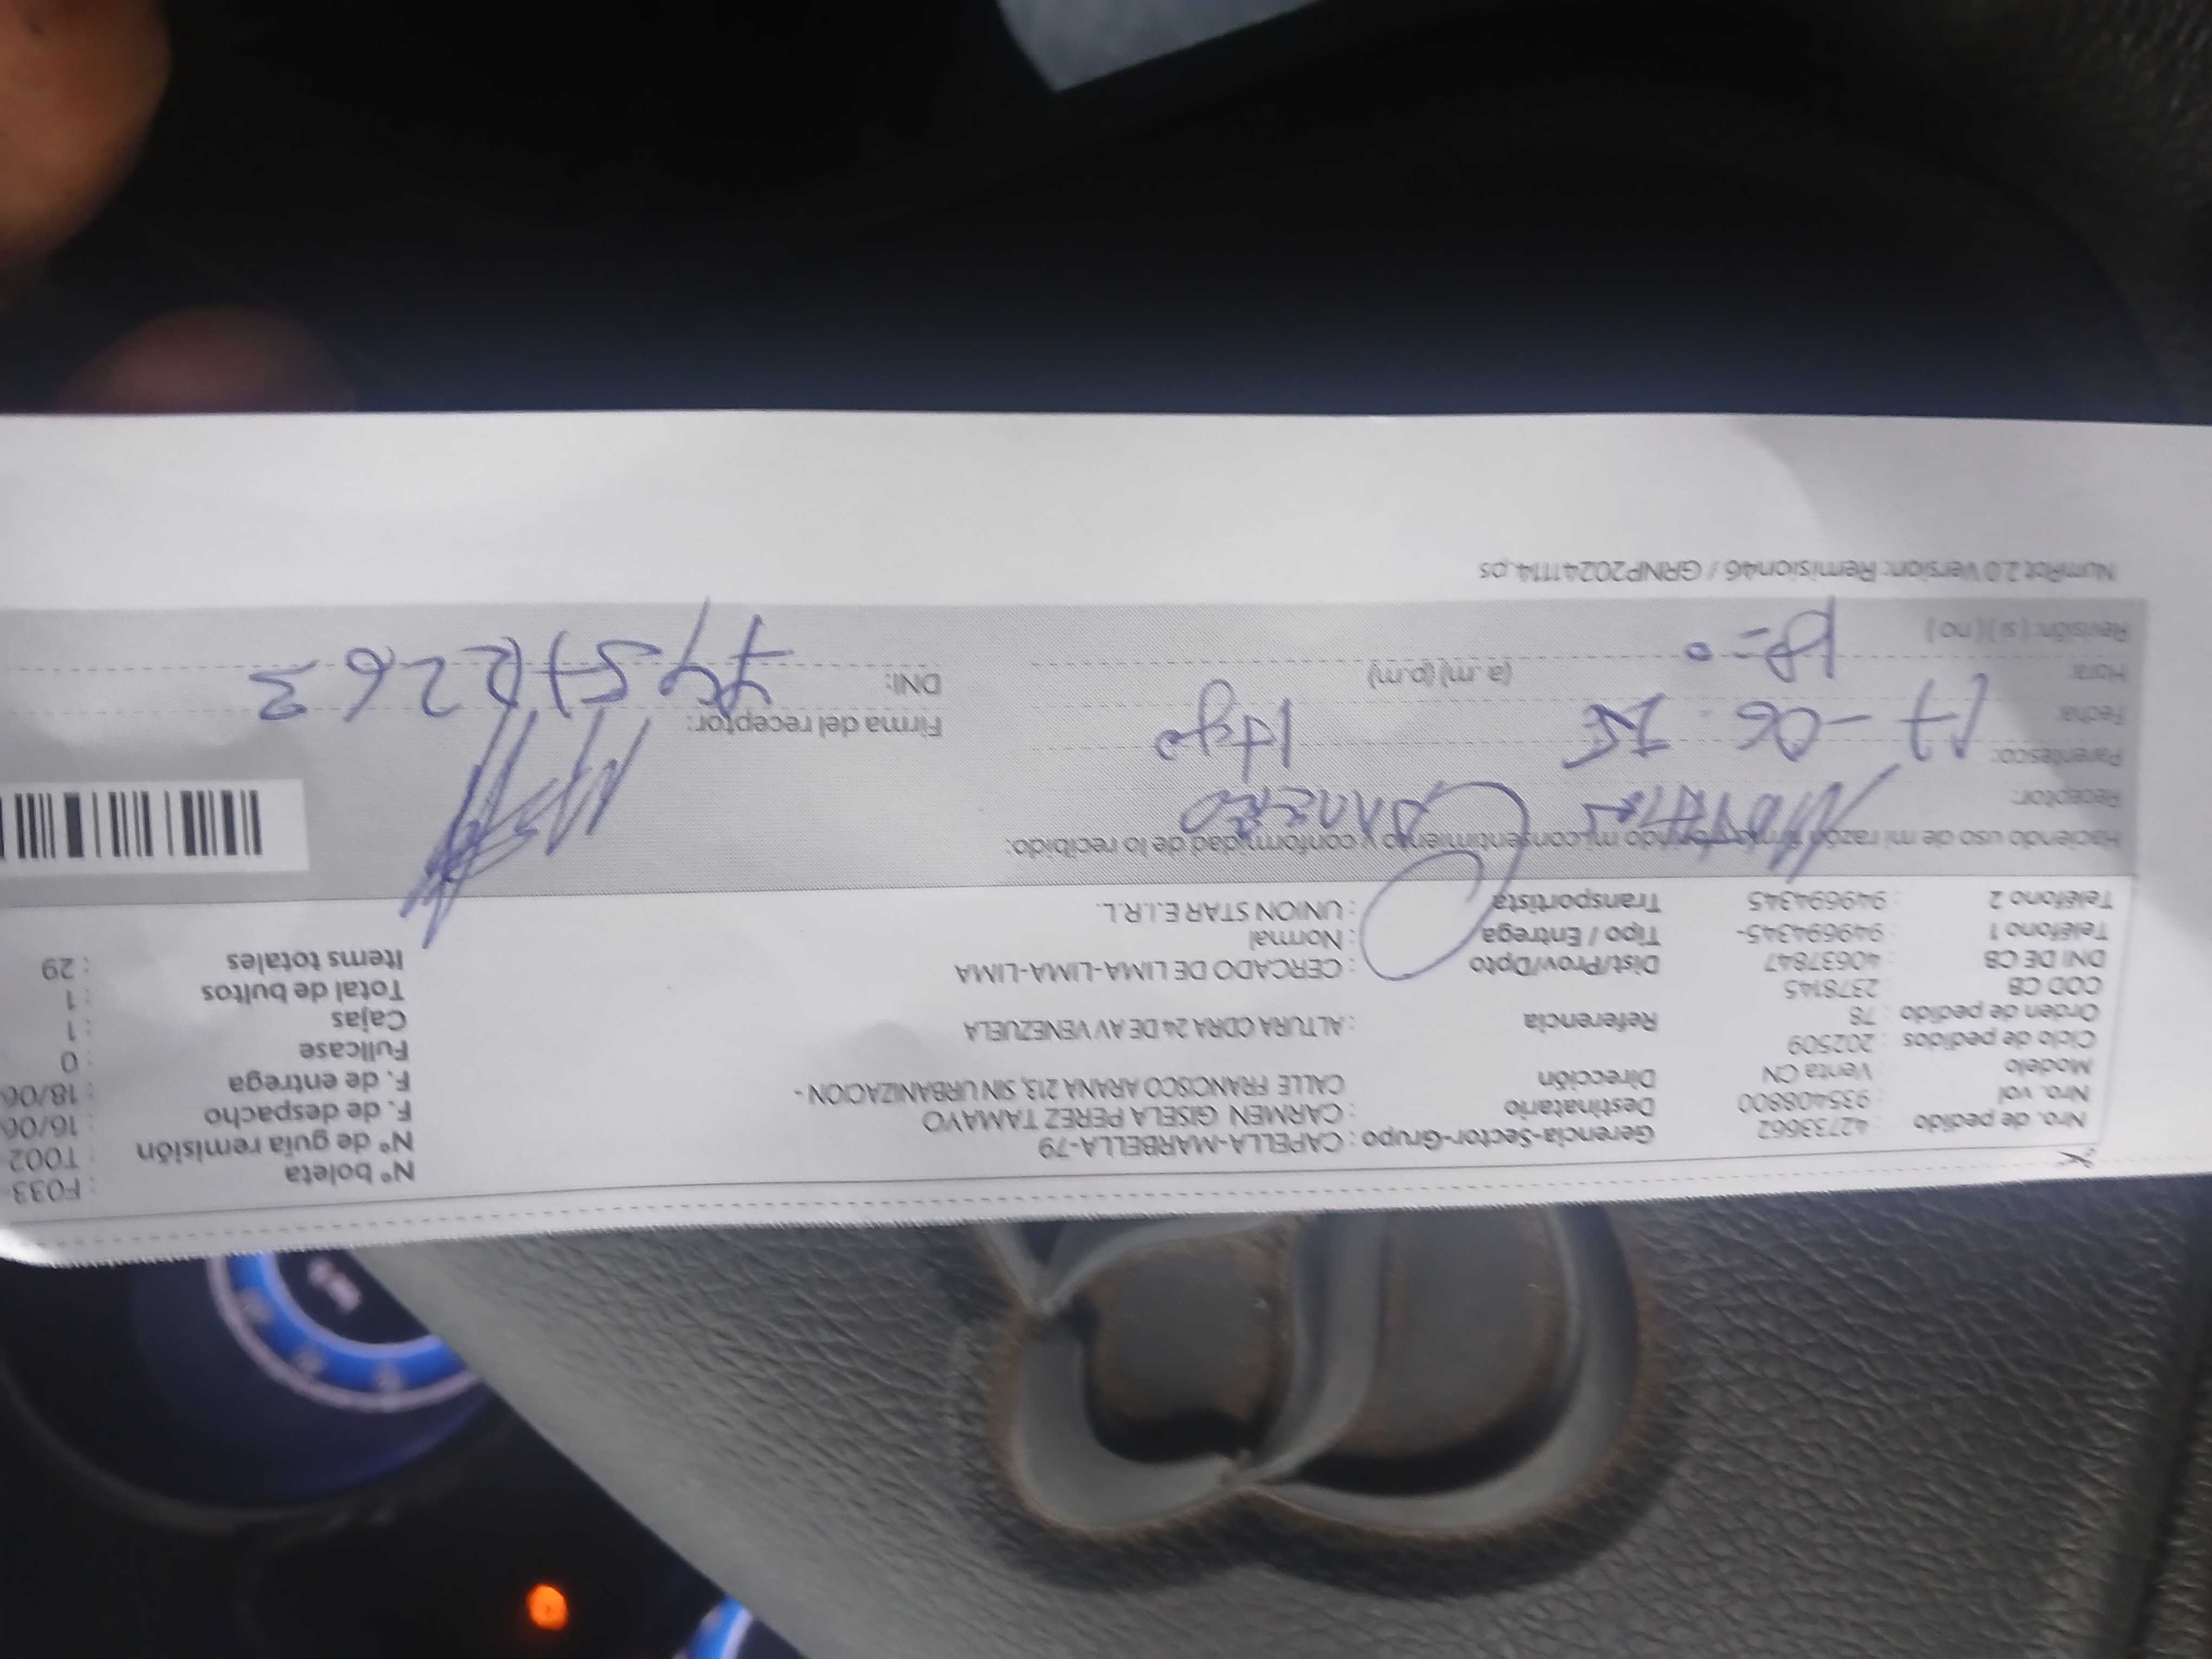 Nro. de pedido : 42733662 Gerencia-Sector-Grupo : CAPELLA-MARBELLA-79 Nº boleta : F033
Nro. vol : 935408800 Destinatario : CARMEN GISELA PEREZ TAMAYO Nº de guía remisión : T002
Modelo : Venta CN Dirección CALLE FRANCISCO ARANA 213, SIN URBANIZACION - F. de despacho : 16/06
Ciclo de pedidos : 202509 F. de entrega : 18/06
Orden de pedido : 78 Referencia : ALTURA CDRA 24 DE AV VENEZUELA Fullcase : 0
COD CB : 2378145 Cajas : 1
DNI DE CB : 40637847 Dist/Prov/Dpto : CERCADO DE LIMA-LIMA-LIMA Total de bultos : 1
Teléfono 1 : 949694345- Tipo / Entrega : Normal Items totales : 29
Teléfono 2 : 949694345 Transportista : UNION STAR E.I.R.L.
Haciendo uso de mi razón mi consentimiento y conformidad de lo recibido:
Receptor:
Parentesco: Firma del receptor:
Fecha: 17-06
Hora: (a.m) (p.m) DNI:
Revisión: ( si ) ( no )
NumRot 2.0 Version: Remision46 / GRNP20241114.ps